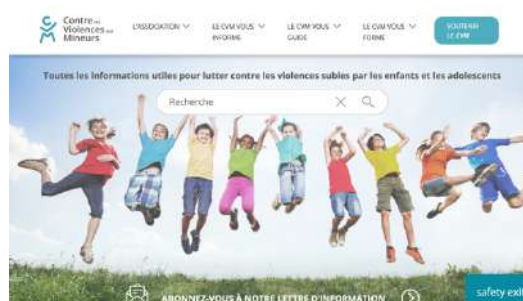 Contre les
Violences sur
Mineurs
L'ASSOCIATION
LE CVM VOUS
INFORME
LE CVM VOUS
GUIDE
LE CVM VOUS
FORME
SOUTENIR
LE CVM
Toutes les informations utiles pour lutter contre les violences subies par les enfants et les adolescents
Recherche
ABONNEZ-VOUS À NOTRE LETTRE D'INFORMATION
safety exit